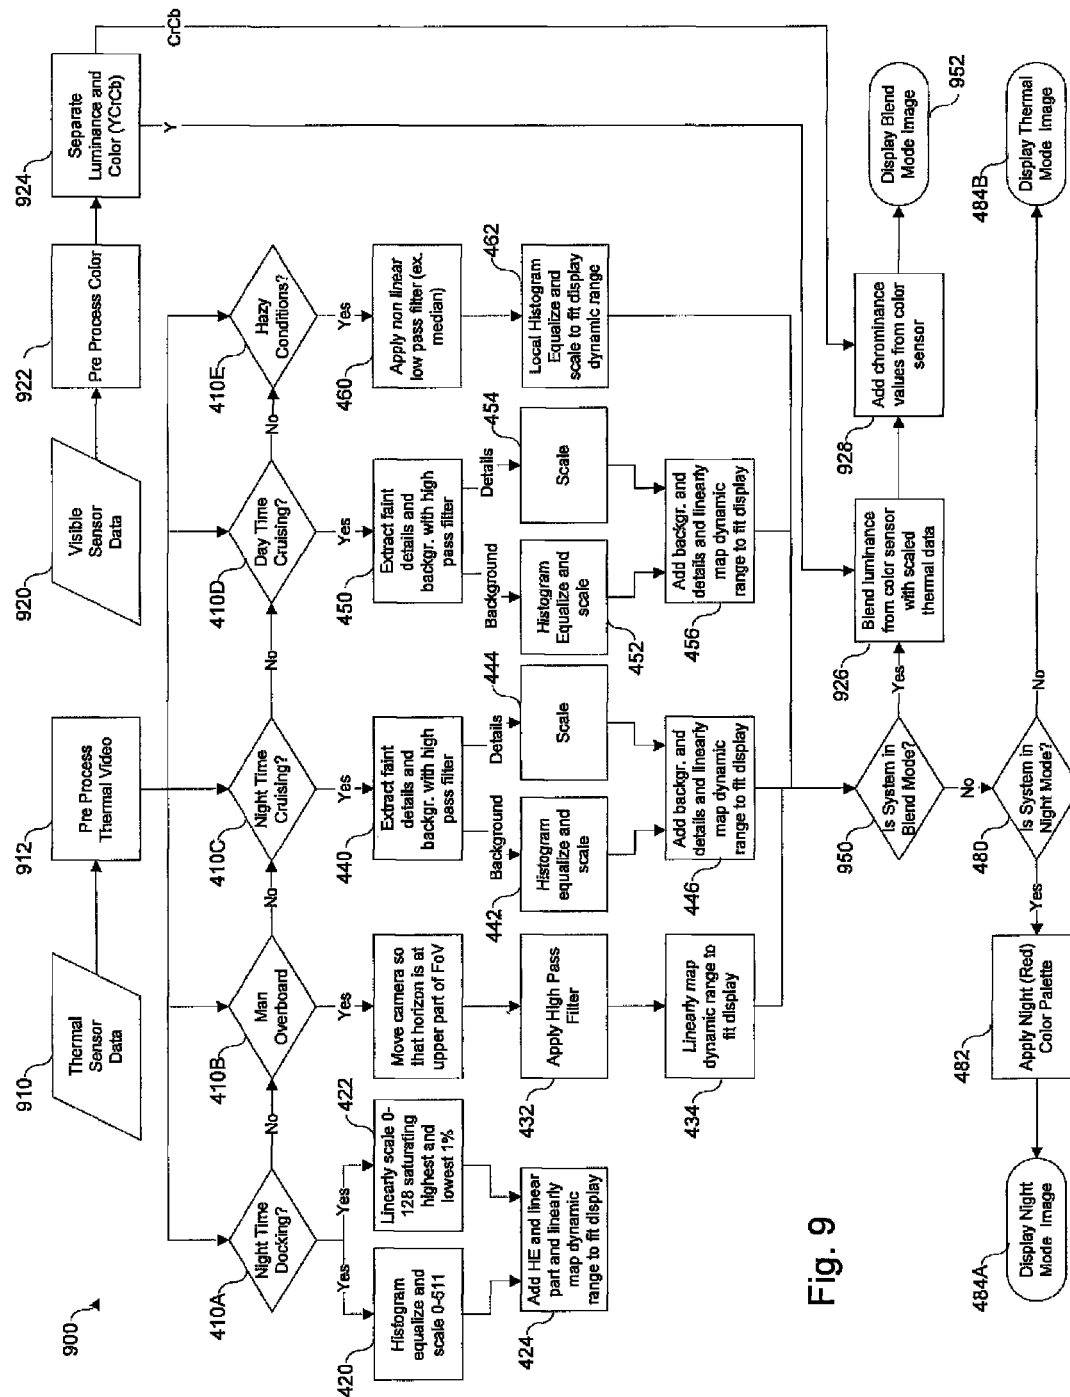 900
910
Thermal
Sensor
Data
912
Pre Process
Thermal Video
920
Visible
Sensor
Data
922
Pre Process Color
924
Separate
Luminance and
Color (YCrCb)
Y
CrCb
410A
Night Time
Docking?
No
410B
Man
Overboard
No
410C
Night Time
Cruising?
No
410D
Day Time
Cruising?
No
410E
Hazy
Conditions?
Yes
Yes
Yes
Yes
Yes
Yes
420
Histogram
equalize and
scale 0-511
422
Linearly scale 0-
128 saturating
highest and
lowest 1%
424
Add HE and linear
part and linearly
map dynamic
range to fit display
Move camera so
that horizon is at
upper part of FoV
432
Apply High Pass
Filter
434
Linearly map
dynamic range to
fit display
440
Extract faint
details and
backgr. with high
pass filter
Background
Details
442
Histogram
equalize and
scale
444
Scale
446
Add backgr. and
details and linearly
map dynamic
range to fit display
450
Extract faint
details and
backgr. with high
pass filter
Background
Details
452
Histogram
Equalize and
scale
454
Scale
456
Add backgr. and
details and linearly
map dynamic
range to fit display
460
Apply non linear
low pass filter (ex.
median)
462
Local Histogram
Equalize and
scale to fit display
dynamic range
950
Is System in
Blend Mode?
Yes
No
926
Blend luminance
from color sensor
with scaled
thermal data
928
Add chrominance
values from color
sensor
952
Display Blend
Mode Image
480
Is System in
Night Mode?
Yes
No
482
Apply Night (Red)
Color Palette
484A
Display Night
Mode Image
484B
Display Thermal
Mode Image
Fig. 9